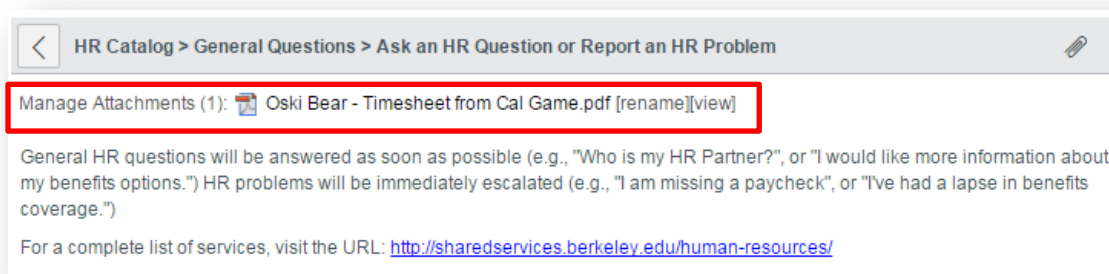 HR Catalog > General Questions > Ask an HR Question or Report an HR Problem
Manage Attachments (1): Oski Bear - Timesheet from Cal Game.pdf [rename][view]
General HR questions will be answered as soon as possible (e.g., "Who is my HR Partner?", or "I would like more information about
my benefits options.") HR problems will be immediately escalated (e.g., "I am missing a paycheck", or "I've had a lapse in benefits
coverage.")
For a complete list of services, visit the URL: http://sharedservices.berkeley.edu/human-resources/